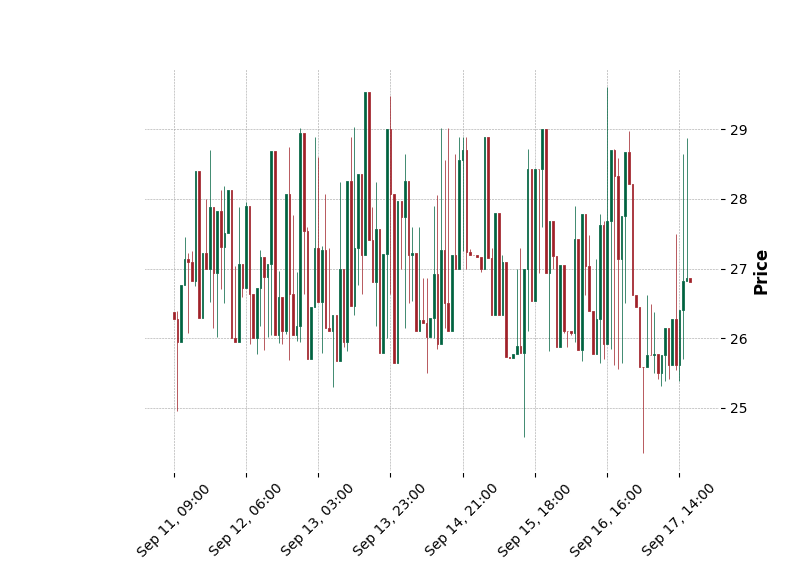 29
28
27
26
25
Price
Sep 11, 09:00
Sep 12, 06:00
Sep 13, 03:00
Sep 13, 23:00
Sep 14, 21:00
Sep 15, 18:00
Sep 16, 16:00
Sep 17, 14:00